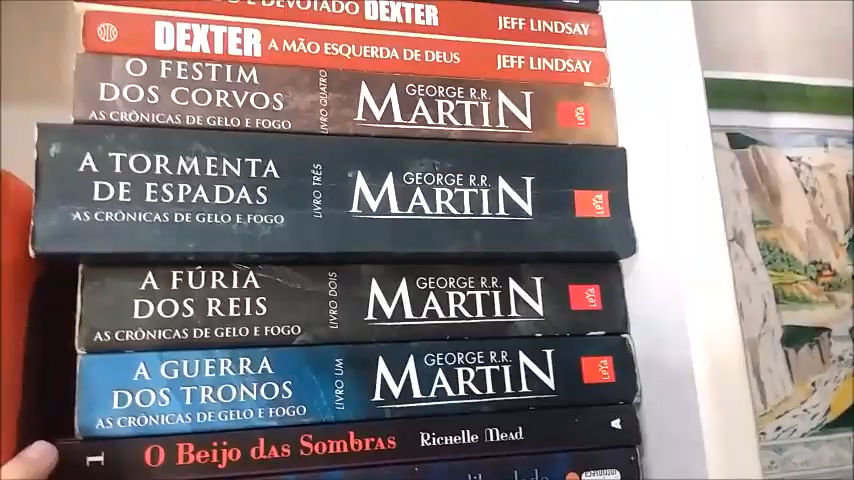 E DEVOTADO DEXTER JEFF LINDSAY
DEXTER A MÃO ESQUERDA DE DEUS JEFF LINDSAY
O FESTIM
DOS CORVOS
AS CRÔNICAS DE GELO E FOGO
LIVRO QUATRO
GEORGE R.R.
MARTIN
LeYa
A TORMENTA
DE ESPADAS
AS CRÔNICAS DE GELO E FOGO
LIVRO TRÊS
GEORGE R.R.
MARTIN
LeYa
A FÚRIA
DOS REIS
AS CRÔNICAS DE GELO E FOGO
LIVRO DOIS
GEORGE R.R.
MARTIN
LeYa
A GUERRA
DOS TRONOS
AS CRÔNICAS DE GELO E FOGO
LIVRO UM
GEORGE R.R.
MARTIN
LeYa
1 O Beijo das SOMBRAS Richelle Mead A